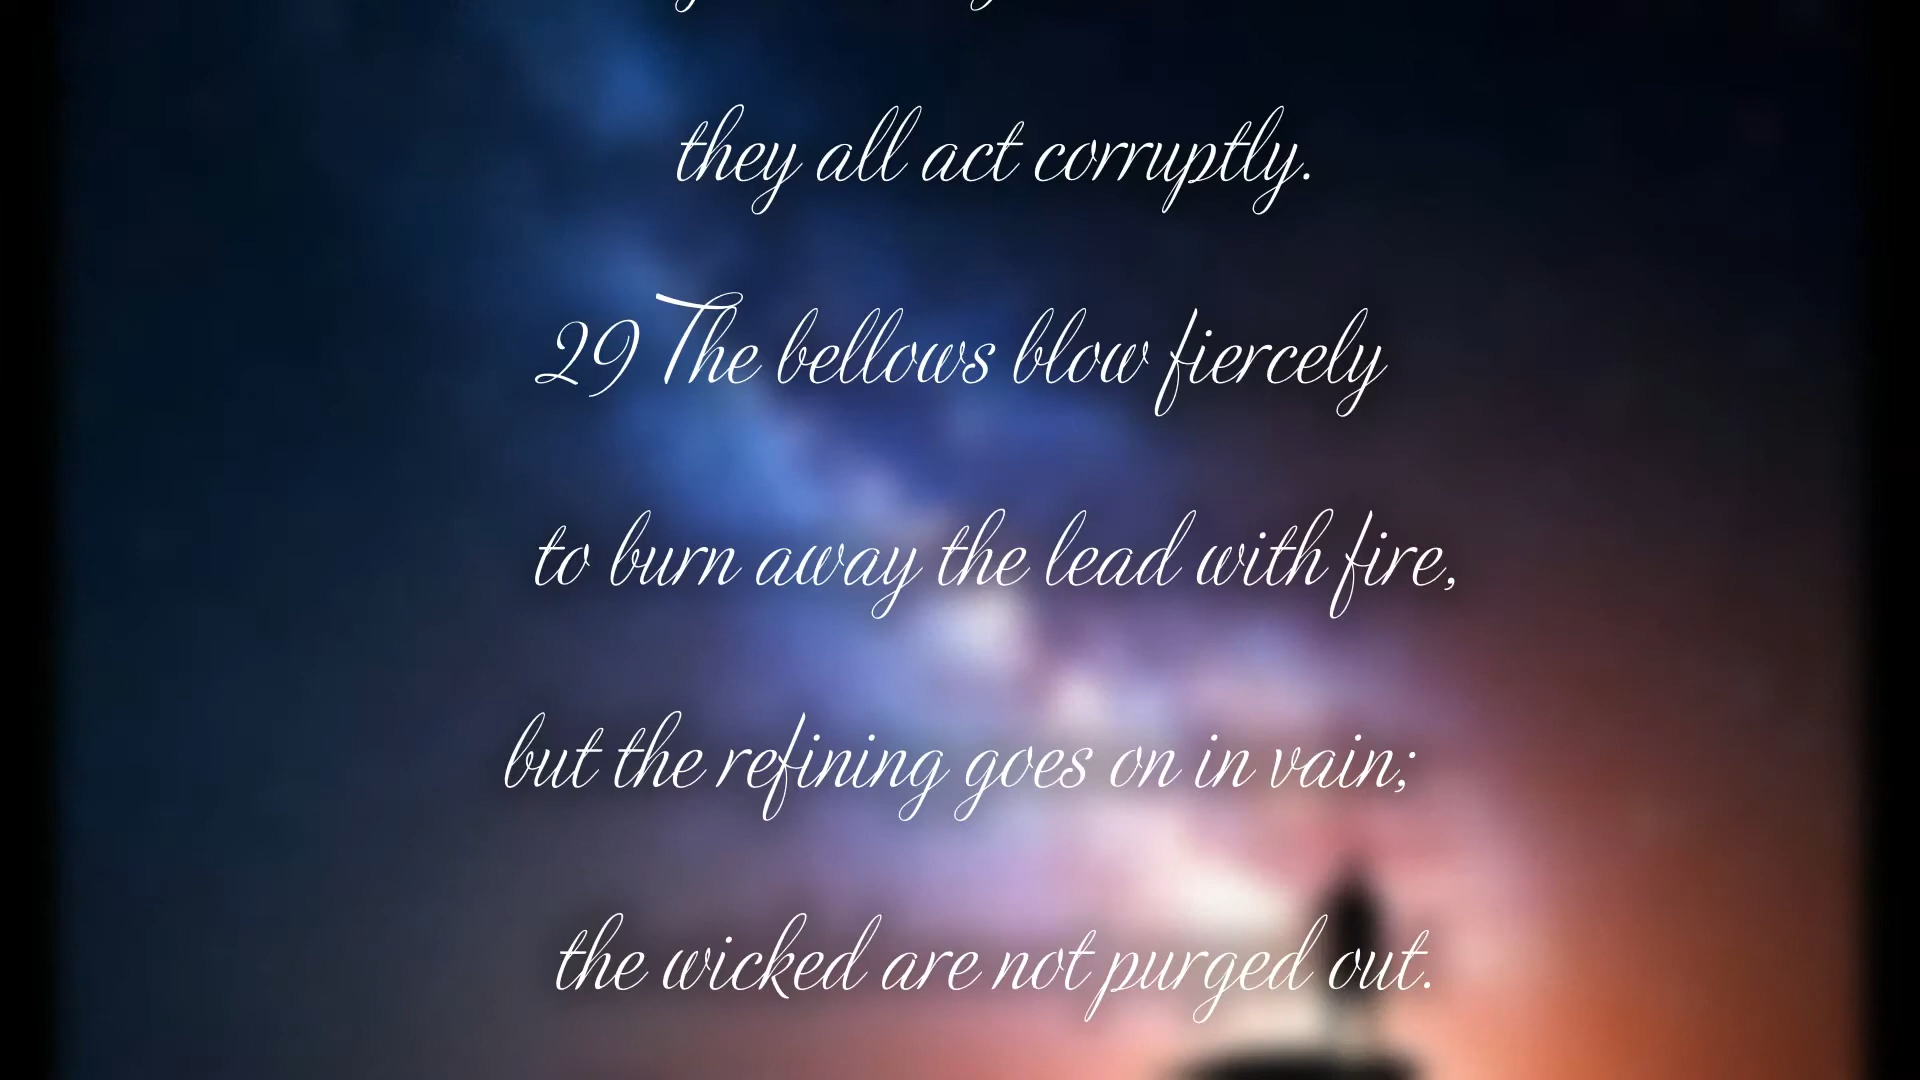 they all act corruptly.
29 The bellows blow fiercely
to burn away the lead with fire,
but the refining goes on in vain;
the wicked are not purged out.